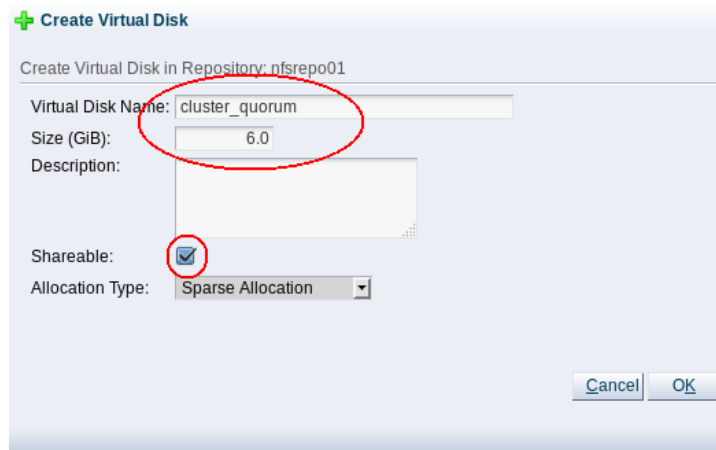 Create Virtual Disk
Create Virtual Disk in Repository: nfsrepo01
Virtual Disk Name: cluster_quorum
Size (GiB): 6.0
Description:
Shareable:
Allocation Type: Sparse Allocation
Cancel OK